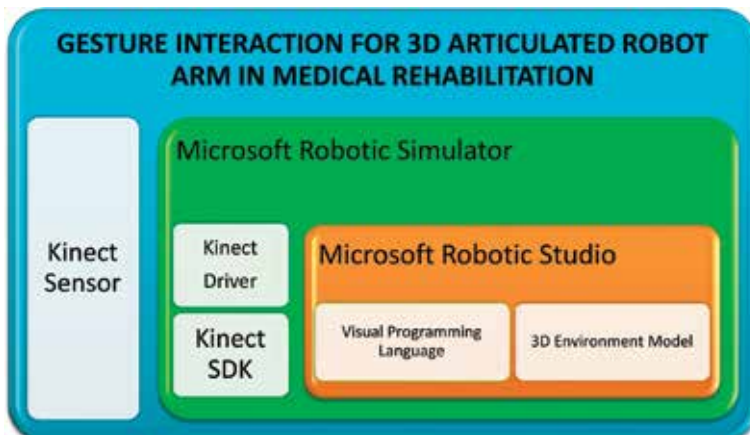 GESTURE INTERACTION FOR 3D ARTICULATED ROBOT
ARM IN MEDICAL REHABILITATION
Microsoft Robotic Simulator
Kinect
Sensor
Kinect
Driver
Kinect
SDK
Microsoft Robotic Studio
Visual Programming
Language
3D Environment Model